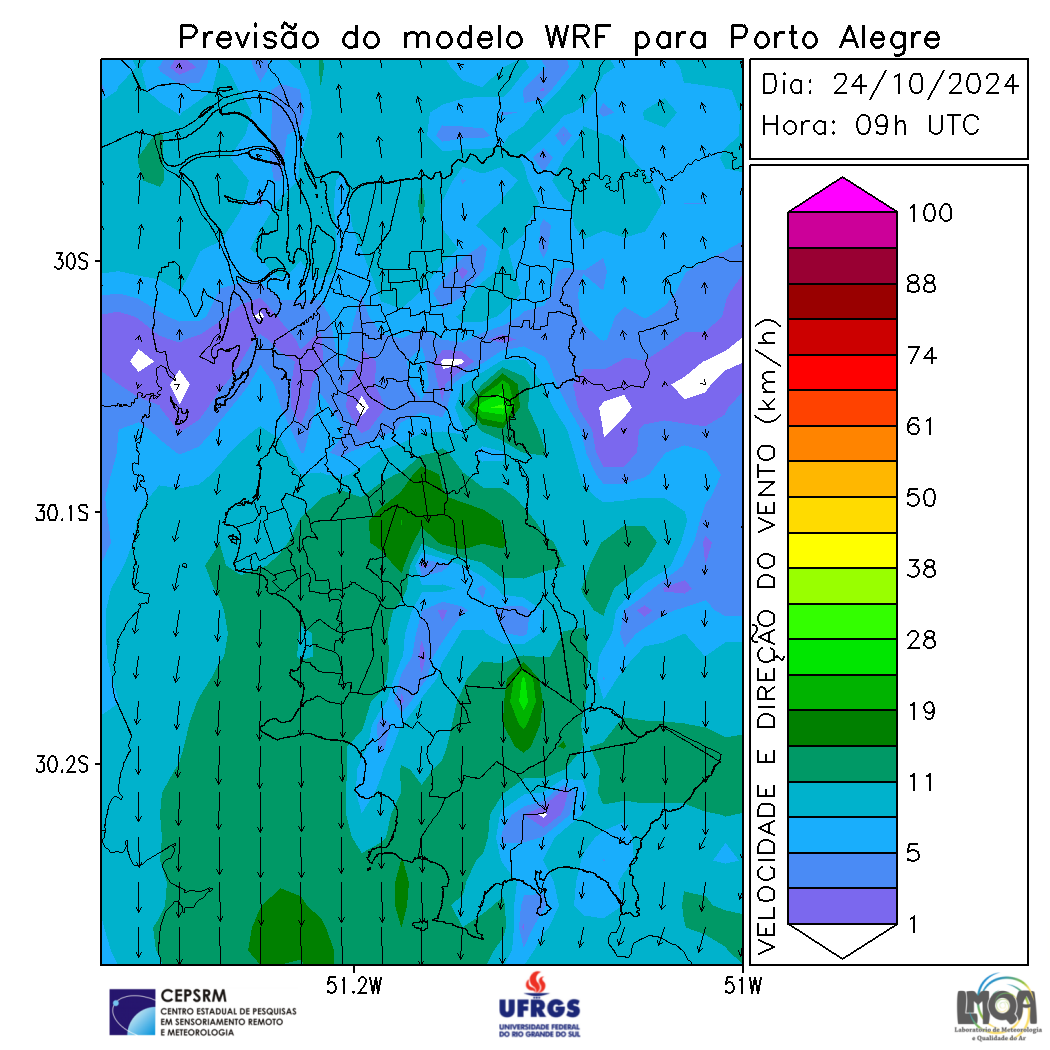 Previsão do modelo WRF para Porto Alegre
Dia: 24/10/2024
Hora: 09h UTC
30S
30.1S
30.2S
51.2W
51W
VELOCIDADE E DIREÇÃO DO VENTO (km/h)
100
88
74
61
50
38
28
19
11
5
1
CEPSRM
CENTRO ESTADUAL DE PESQUISAS
EM SENSORIAMENTO REMOTO
E METEOROLOGIA
UFRGS
UNIVERSIDADE FEDERAL
DO RIO GRANDE DO SUL
LMQA
Laboratório de Meteorologia
e Qualidade do Ar